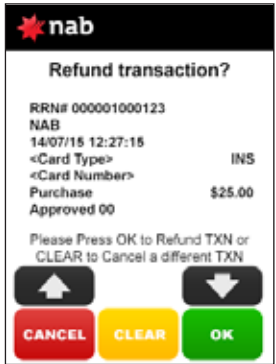 nab
Refund transaction?
RRN# 000001000123
NAB
14/07/15 12:27:15
<Card Type> INS
<Card Number>
Purchase $25.00
Approved 00
Please Press OK to Refund TXN or
CLEAR to Cancel a different TXN
CANCEL CLEAR OK